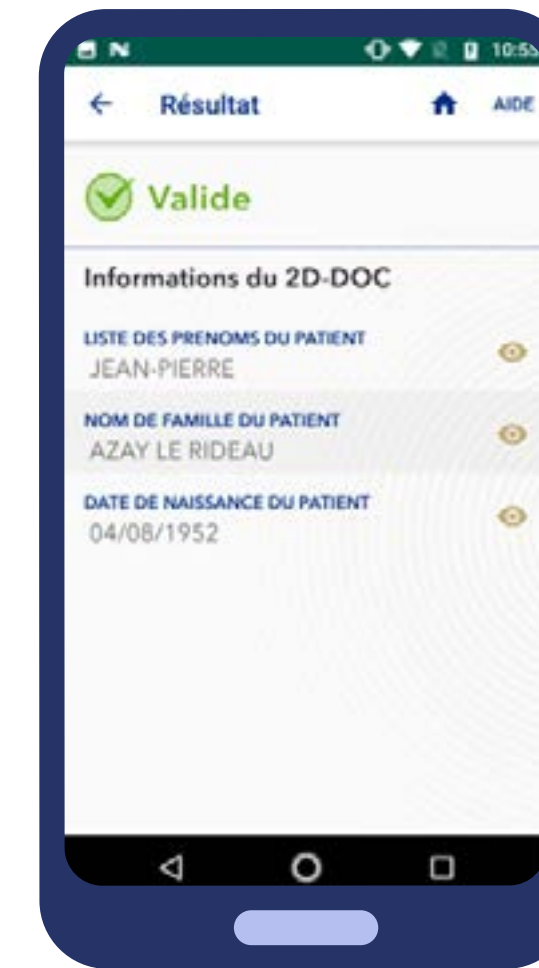 10:55
Résultat AIDE
Valide
Informations du 2D-DOC
LISTE DES PRENOMS DU PATIENT
JEAN-PIERRE
NOM DE FAMILLE DU PATIENT
AZAY LE RIDEAU
DATE DE NAISSANCE DU PATIENT
04/08/1952